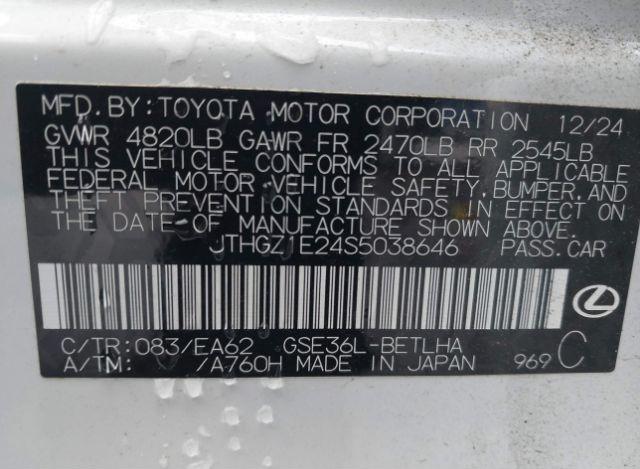 MFD.BY:TOYOTA MOTOR CORPORATION 12/24
GVWR 4820LB GAWR FR 2470LB RR 2545LB
THIS VEHICLE CONFORMS TO ALL APPLICABLE
FEDERAL MOTOR VEHICLE SAFETY,BUMPER,AND
THEFT PREVENTION STANDARDS IN EFFECT ON
THE DATE OF MANUFACTURE SHOWN ABOVE.
JTHGZ1E24S5038646 PASS.CAR
C/TR:083/EA62 GSE36L-BETLHA
A/TM: /A760H MADE IN JAPAN 969 C